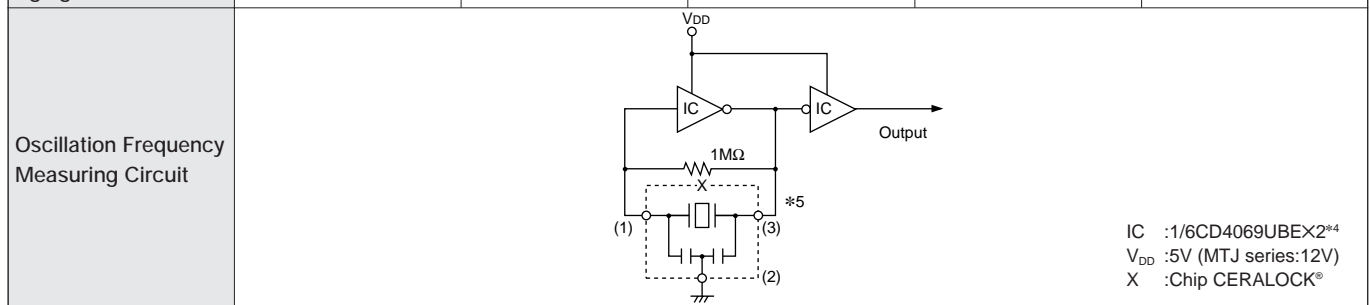 Oscillation Frequency
Measuring Circuit
VDD
IC
IC
Output
1MΩ
X
*5
(1)
(3)
(2)
IC :1/6CD4069UBE×2*4
VDD :5V (MTJ series:12V)
X :Chip CERALOCK®